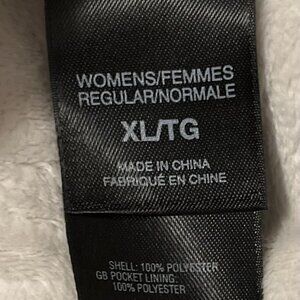 WOMENS/FEMMES
REGULAR/NORMALE
XL/TG
MADE IN CHINA
FABRIQUÉ EN CHINE
SHELL: 100% POLYESTER
GB POCKET LINING:
100% POLYESTER